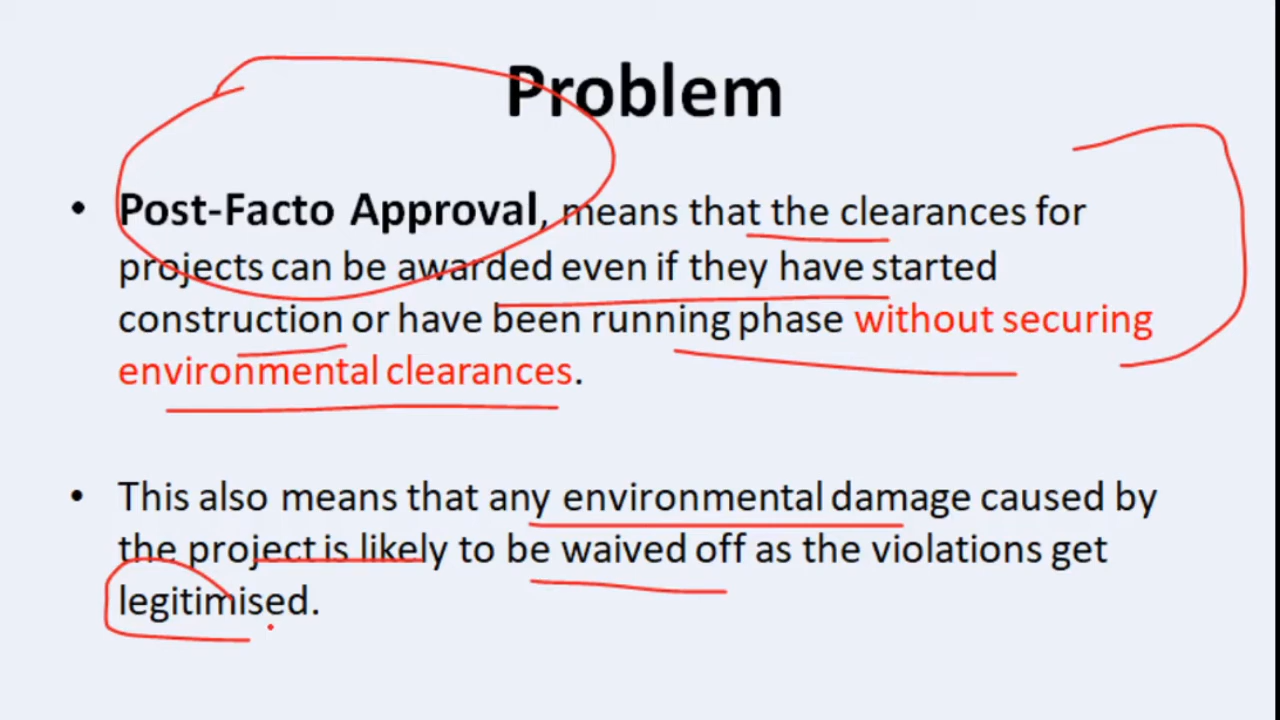 Problem
• Post-Facto Approval, means that the clearances for
projects can be awarded even if they have started
construction or have been running phase without securing
environmental clearances.
• This also means that any environmental damage caused by
the project is likely to be waived off as the violations get
legitimised.